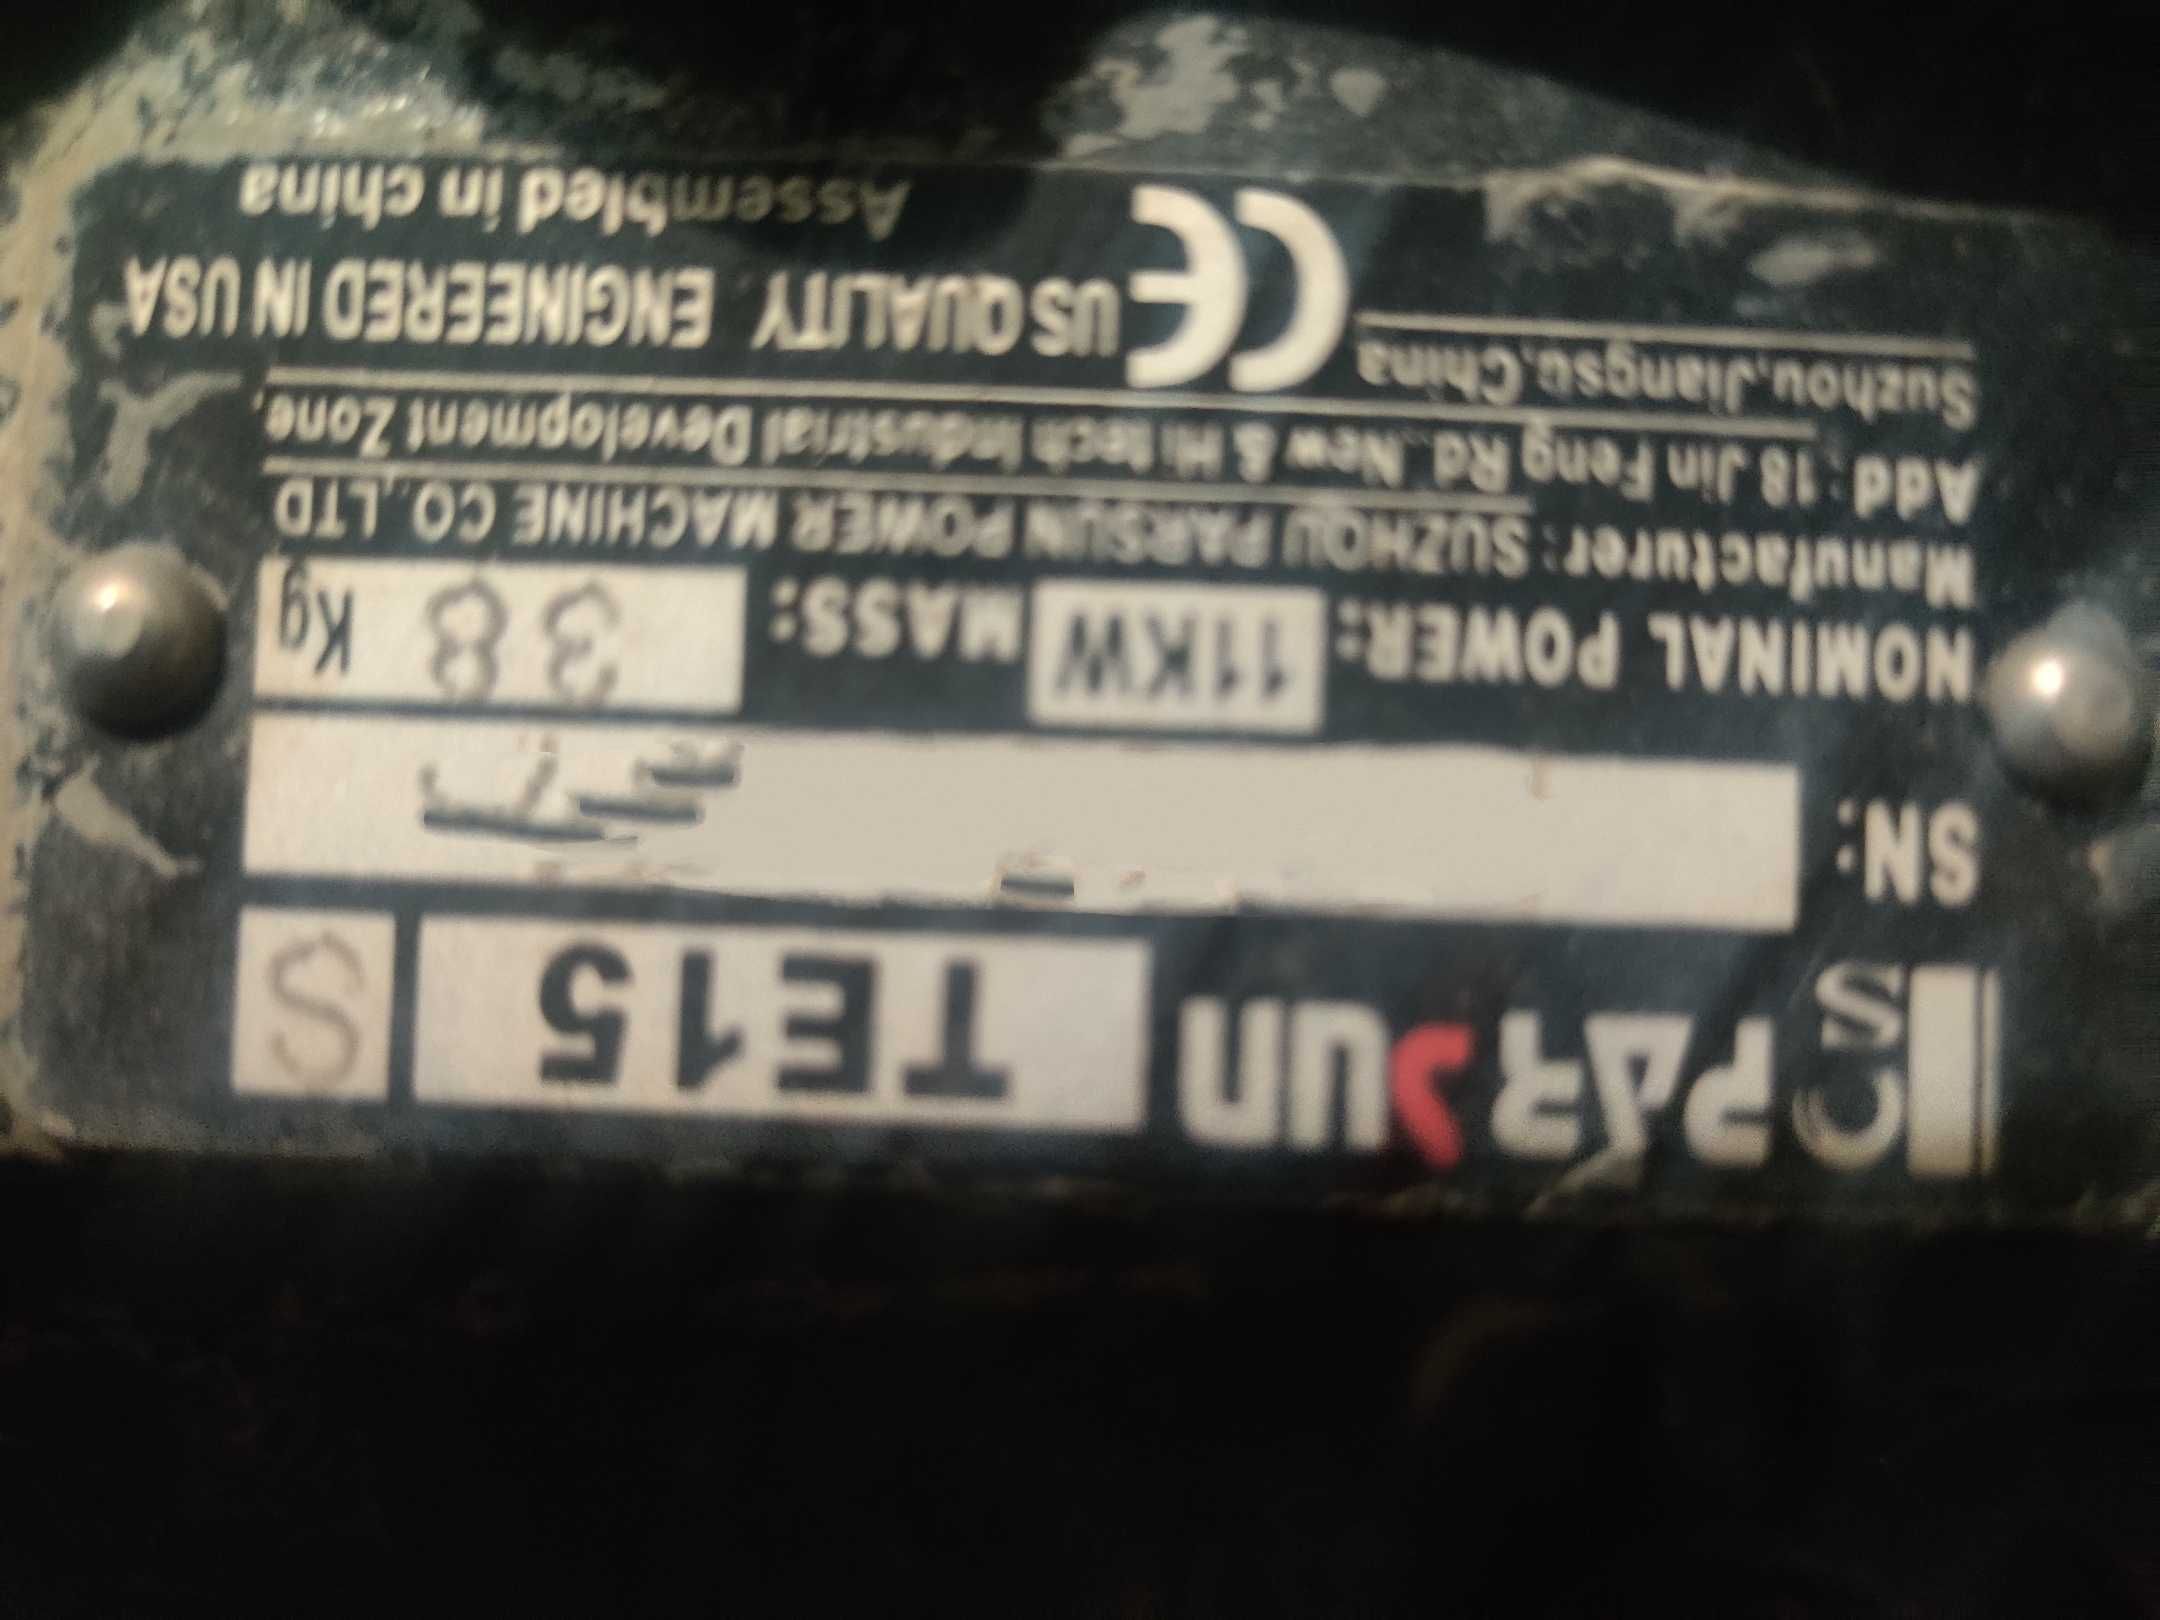 PARSUN TE15 S
SN:
NOMINAL POWER: 11KW MASS: 38 Kg
Manufacturer: SUZHOU PARSUN POWER MACHINE CO.,LTD
Add: 18 Jin Feng Rd., New & Hi tech Industrial Development Zone,
Suzhou,Jiangsu,China
CE US QUALITY ENGINEERED IN USA
Assembled in china